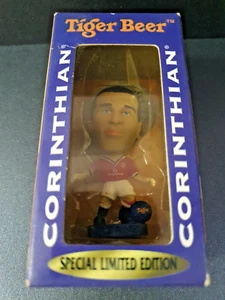 Tiger Beer™
CORINTHIAN®
CORINTHIAN®
SPECIAL LIMITED EDITION